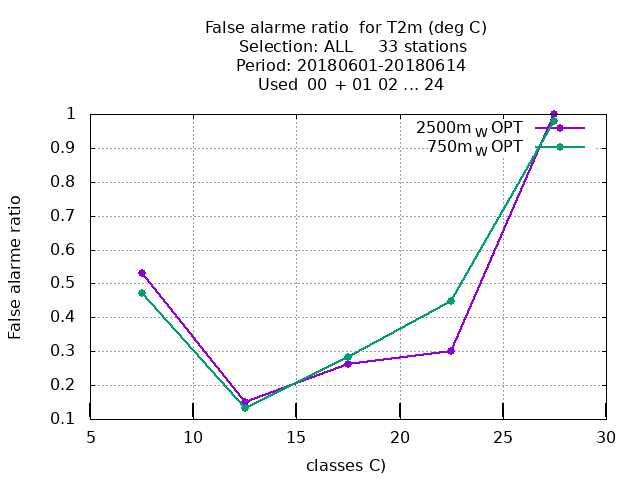 False alarme ratio  for T2m (deg C)
Selection: ALL     33 stations
Period: 20180601-20180614
Used  00  + 01 02 ... 24
2500m W OPT
750m W OPT
False alarme ratio
1
0.9
0.8
0.7
0.6
0.5
0.4
0.3
0.2
0.1
5 10 15 20 25 30
classes C)